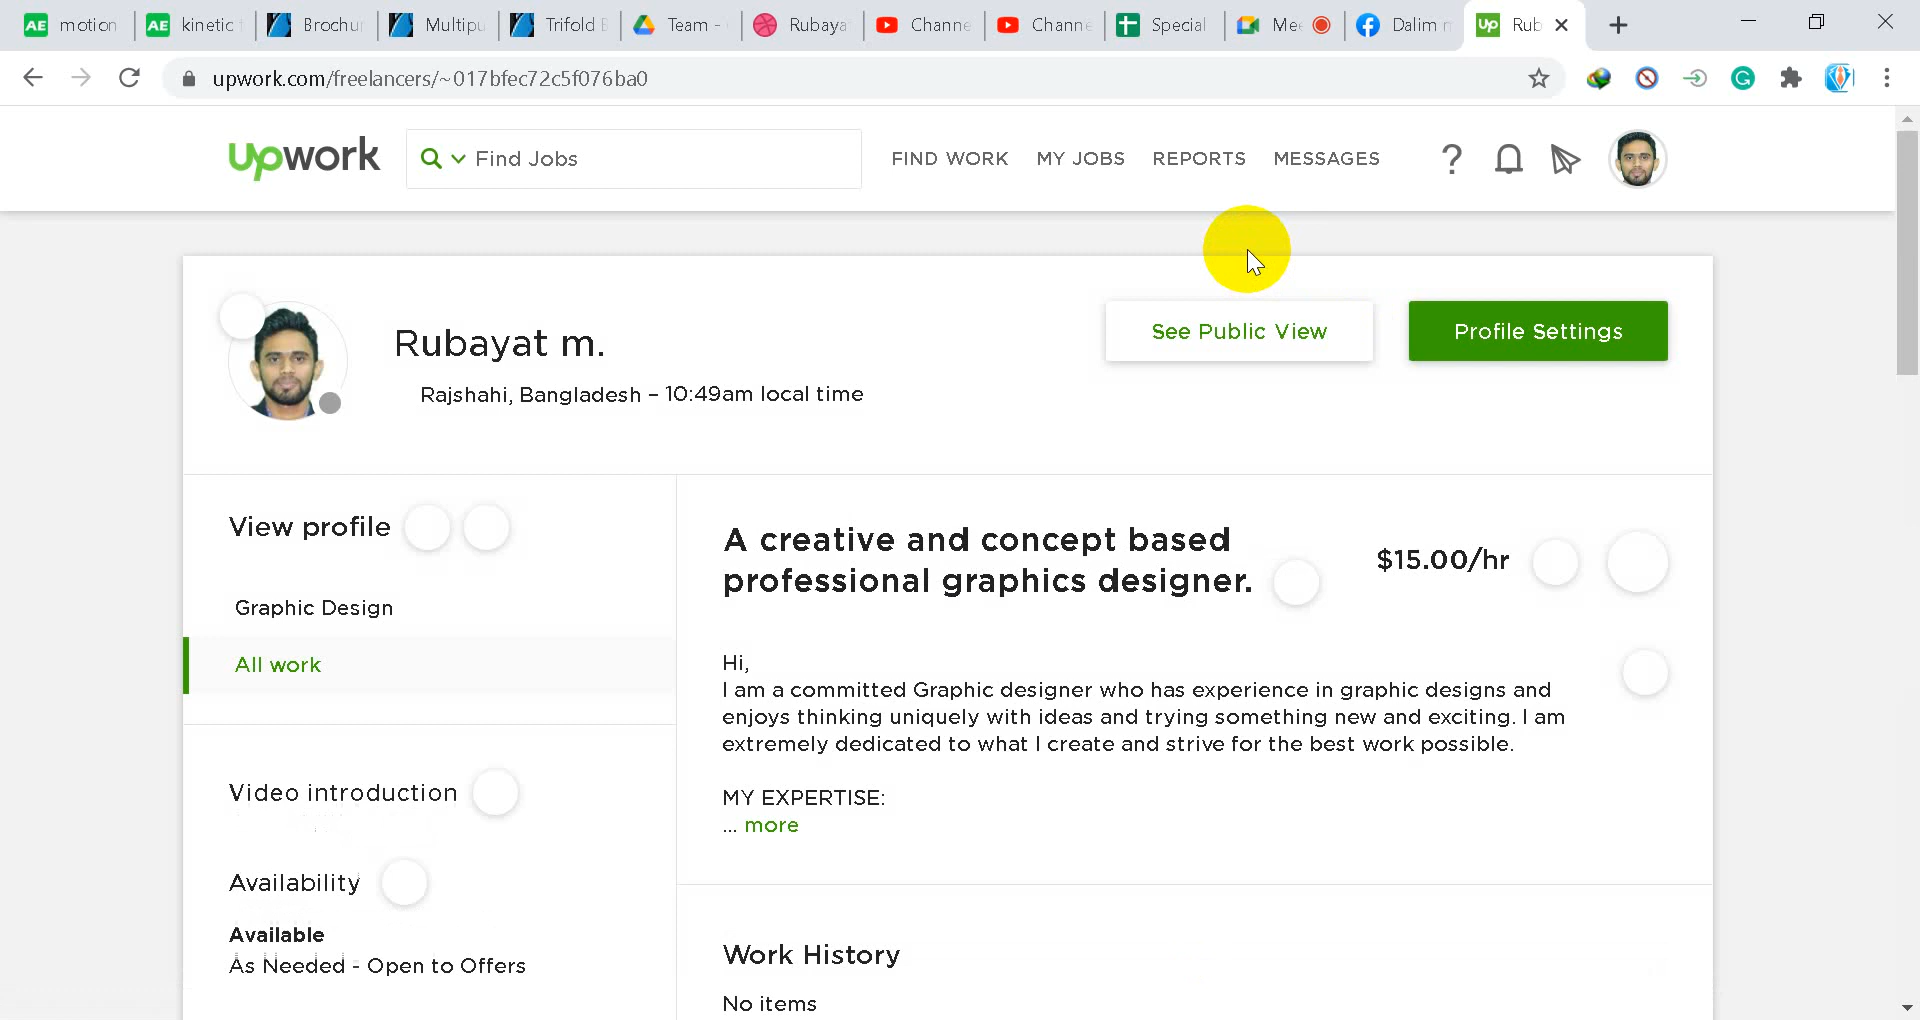 motion
kinetic
Brochur
Multipu
Trifold B
Team -
Rubaya
Channe
Channe
Special
Mee
Dalim m
Rub
upwork.com/freelancers/~017bfec72c5f076ba0
upwork
Find Jobs
FIND WORK
MY JOBS
REPORTS
MESSAGES
Rubayat m.
Rajshahi, Bangladesh – 10:49am local time
See Public View
Profile Settings
View profile
Graphic Design
All work
Video introduction
Availability
Available
As Needed - Open to Offers
A creative and concept based
professional graphics designer.
$15.00/hr
Hi,
I am a committed Graphic designer who has experience in graphic designs and
enjoys thinking uniquely with ideas and trying something new and exciting. I am
extremely dedicated to what I create and strive for the best work possible.
MY EXPERTISE:
... more
Work History
No items